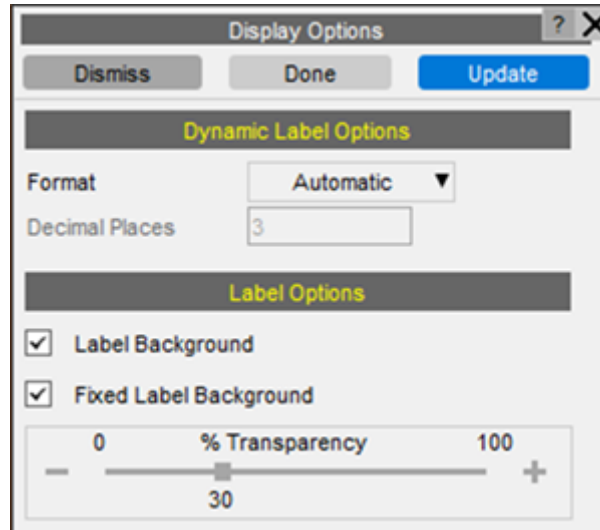 Display Options ?
Dismiss Done Update
Dynamic Label Options
Format Automatic
Decimal Places 3
Label Options
Label Background
Fixed Label Background
0 % Transparency 100
30